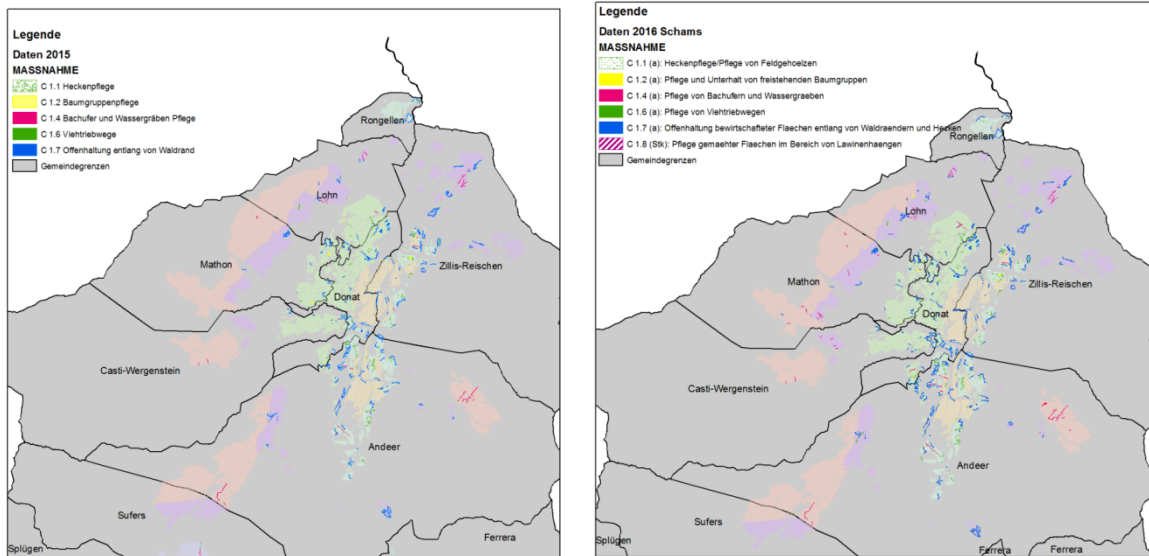 Legende
Daten 2015
MASSNAHME
C 1.1 Heckenpflege
C 1.2 Baumgruppenpflege
C 1.4 Bachufer und Wassergräben Pflege
C 1.6 Viehtriebwege
C 1.7 Offenhaltung entlang von Waldrand
Gemeindegrenzen
Rongellen
Lohn
Mathon
Zillis-Reischen
Donat
Casti-Wergenstein
Andeer
Sufers
Splügen
Ferrera
Legende
Daten 2016 Schams
MASSNAHME
C 1.1 (a): Heckenpflege/Pflege von Feldgehoelzen
C 1.2 (a): Pflege und Unterhalt von freistehenden Baumgruppen
C 1.4 (a): Pflege von Bachufern und Wassergraeben
C 1.6 (a): Pflege von Viehtriebwegen
C 1.7 (a): Offenhaltung bewirtschafteter Flaechen entlang von Waldraendern und Hecken
C 1.8 (Stk): Pflege gemaehter Flaechen im Bereich von Lawinenhaengen
Gemeindegrenzen
Rongellen
Lohn
Mathon
Zillis-Reischen
Donat
Casti-Wergenstein
Andeer
Sufers
Splügen
Ferrera
Ferrera